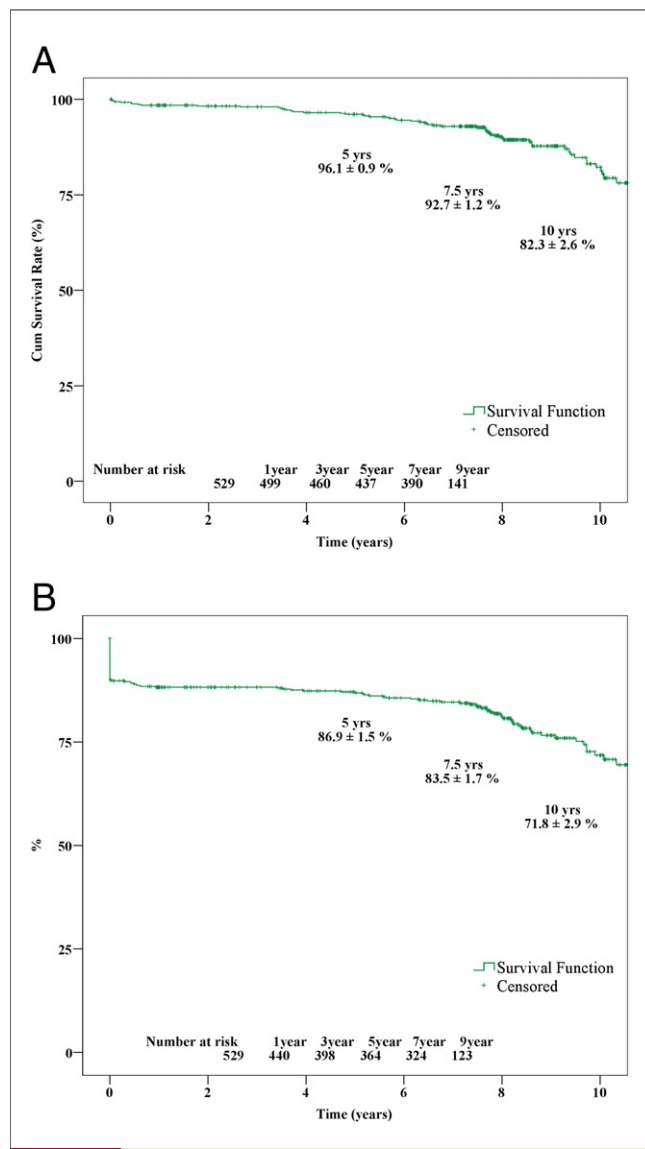 A
100
75
50
25
0
Cum Survival Rate (%)
5 yrs
96.1 ± 0.9 %
7.5 yrs
92.7 ± 1.2 %
10 yrs
82.3 ± 2.6 %
Survival Function
Censored
Number at risk 1year 3year 5year 7year 9year
529 499 460 437 390 141
0 2 4 6 8 10
Time (years)
B
100
75
50
25
0
%
5 yrs
86.9 ± 1.5 %
7.5 yrs
83.5 ± 1.7 %
10 yrs
71.8 ± 2.9 %
Survival Function
Censored
Number at risk 1year 3year 5year 7year 9year
529 440 398 364 324 123
0 2 4 6 8 10
Time (years)